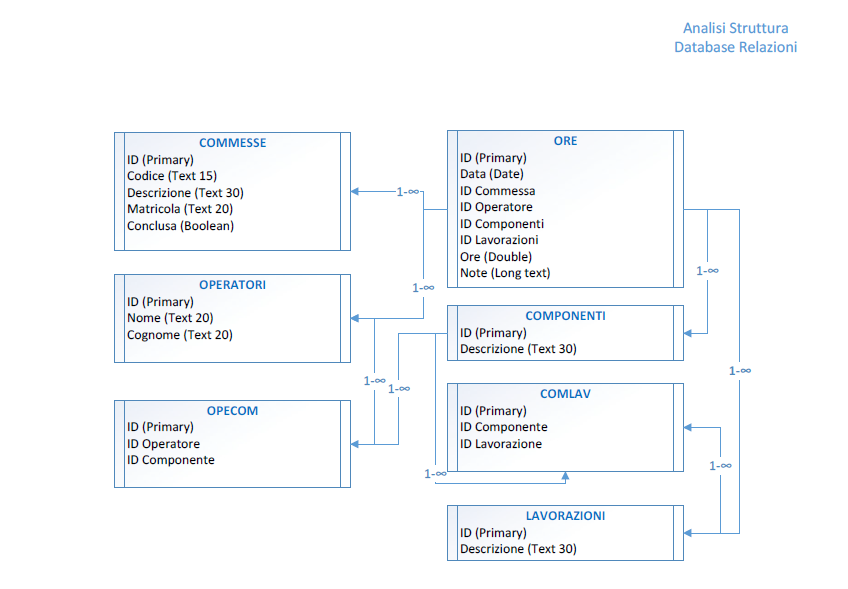 Analisi Struttura
Database Relazioni
COMMESSE
ID (Primary)
Codice (Text 15)
Descrizione (Text 30)
Matricola (Text 20)
Conclusa (Boolean)
ORE
ID (Primary)
Data (Date)
ID Commessa
ID Operatore
ID Componenti
ID Lavorazioni
Ore (Double)
Note (Long text)
1-∞
1-∞
1-∞
OPERATORI
ID (Primary)
Nome (Text 20)
Cognome (Text 20)
COMPONENTI
ID (Primary)
Descrizione (Text 30)
1-∞
1-∞
1-∞
OPECOM
ID (Primary)
ID Operatore
ID Componente
COMLAV
ID (Primary)
ID Componente
ID Lavorazione
1-∞
1-∞
LAVORAZIONI
ID (Primary)
Descrizione (Text 30)